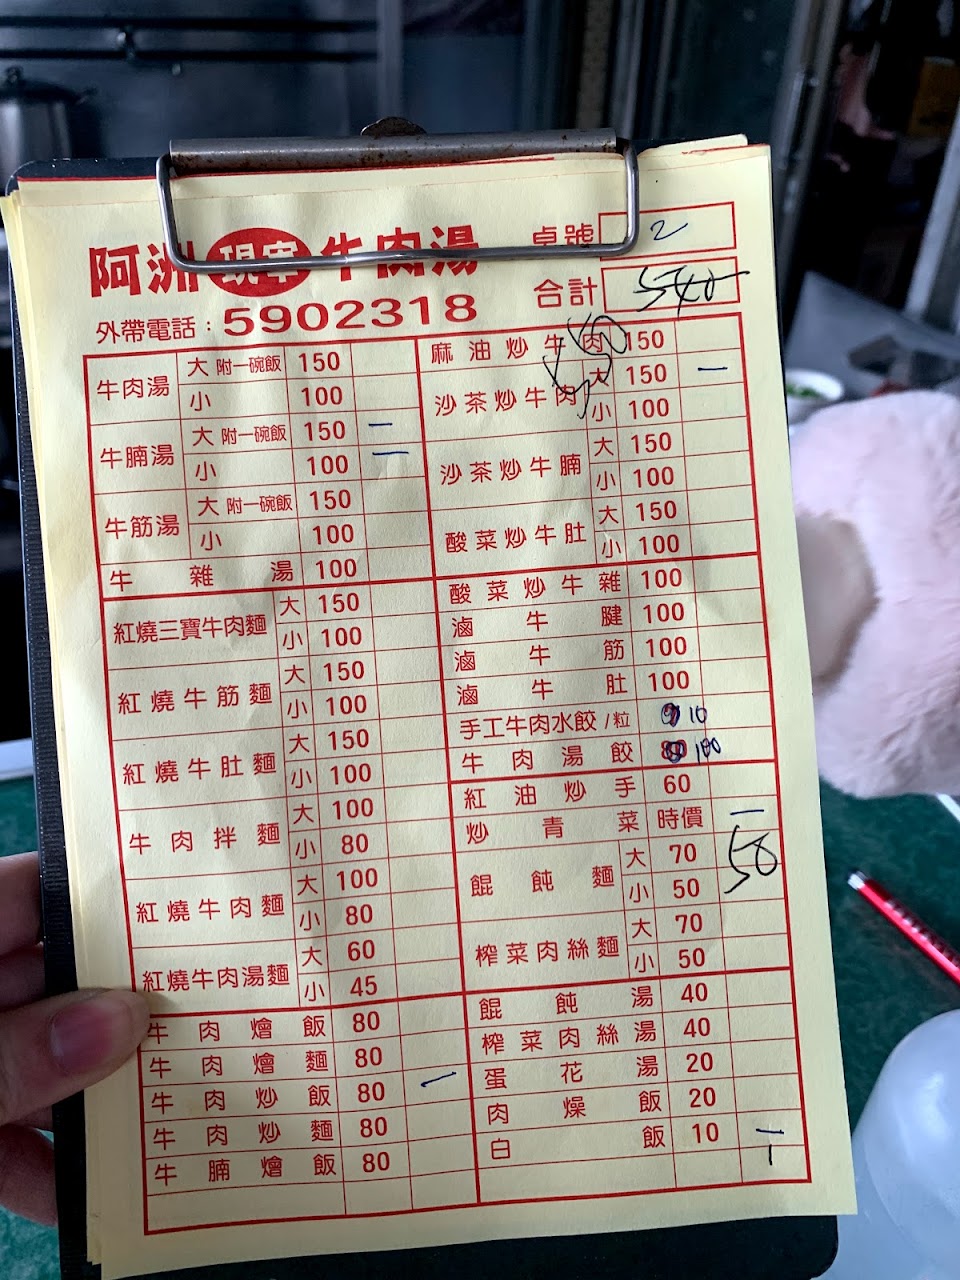 阿洲現宰牛肉湯
外帶電話：5902318
桌號 2
合計 540
牛肉湯 大 附一碗飯 150
小 100
牛腩湯 大 附一碗飯 150 一
小 100 一
牛筋湯 大 附一碗飯 150
小 100
牛雜湯 100
紅燒三寶牛肉麵 大 150
小 100
紅燒牛筋麵 大 150
小 100
紅燒牛肚麵 大 150
小 100
牛肉拌麵 大 100
小 80
紅燒牛肉麵 大 100
小 80
紅燒牛肉湯麵 大 60
小 45
牛肉燴飯 80
牛肉燴麵 80
牛肉炒飯 80 一
牛肉炒麵 80
牛腩燴飯 80
麻油炒牛肉 150
沙茶炒牛肉 大 150 一
小 100
沙茶炒牛腩 大 150
小 100
酸菜炒牛肚 大 150
小 100
酸菜炒牛雜 100
滷牛腱 100
滷牛筋 100
滷牛肚 100
手工牛肉水餃/粒 10
牛肉湯餃 100
紅油炒手 60
炒青菜 時價 一
50
餛飩麵 大 70
小 50
榨菜肉絲麵 大 70
小 50
餛飩湯 40
榨菜肉絲湯 40
蛋花湯 20
肉燥飯 20
白飯 10 一